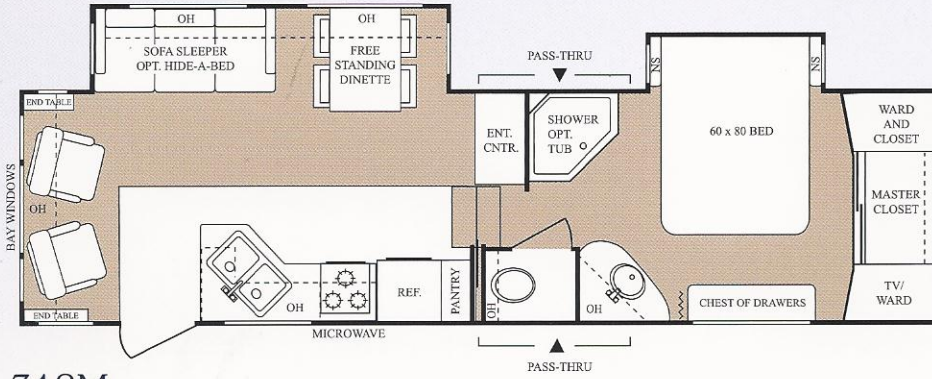 OH
SOFA SLEEPER
OPT. HIDE-A-BED
OH
FREE
STANDING
DINETTE
PASS-THRU
NS
NS
END TABLE
ENT.
CNTR.
SHOWER
OPT.
TUB
60 x 80 BED
WARD
AND
CLOSET
MASTER
CLOSET
BAY WINDOWS
OH
OH
REF.
PANTRY
OH
OH
CHEST OF DRAWERS
TV/
WARD
END TABLE
MICROWAVE
PASS-THRU